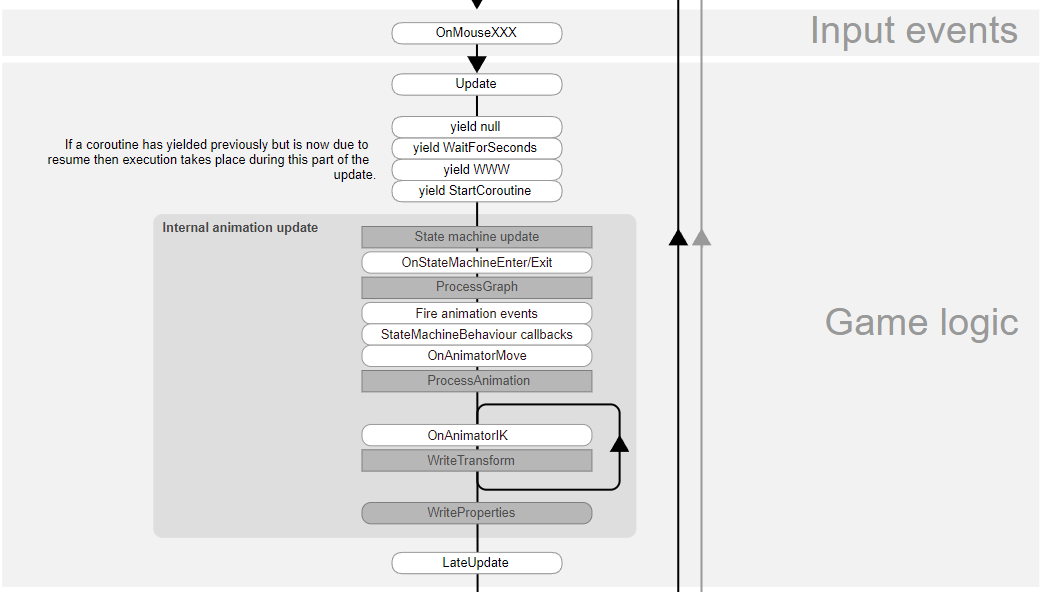 OnMouseXXX
Input events
Update
yield null
If a coroutine has yielded previously but is now due to
resume then execution takes place during this part of the
update.
yield WaitForSeconds
yield WWW
yield StartCoroutine
Internal animation update
State machine update
OnStateMachineEnter/Exit
ProcessGraph
Fire animation events
Game logic
StateMachineBehaviour callbacks
OnAnimatorMove
ProcessAnimation
OnAnimatorIK
WriteTransform
WriteProperties
LateUpdate